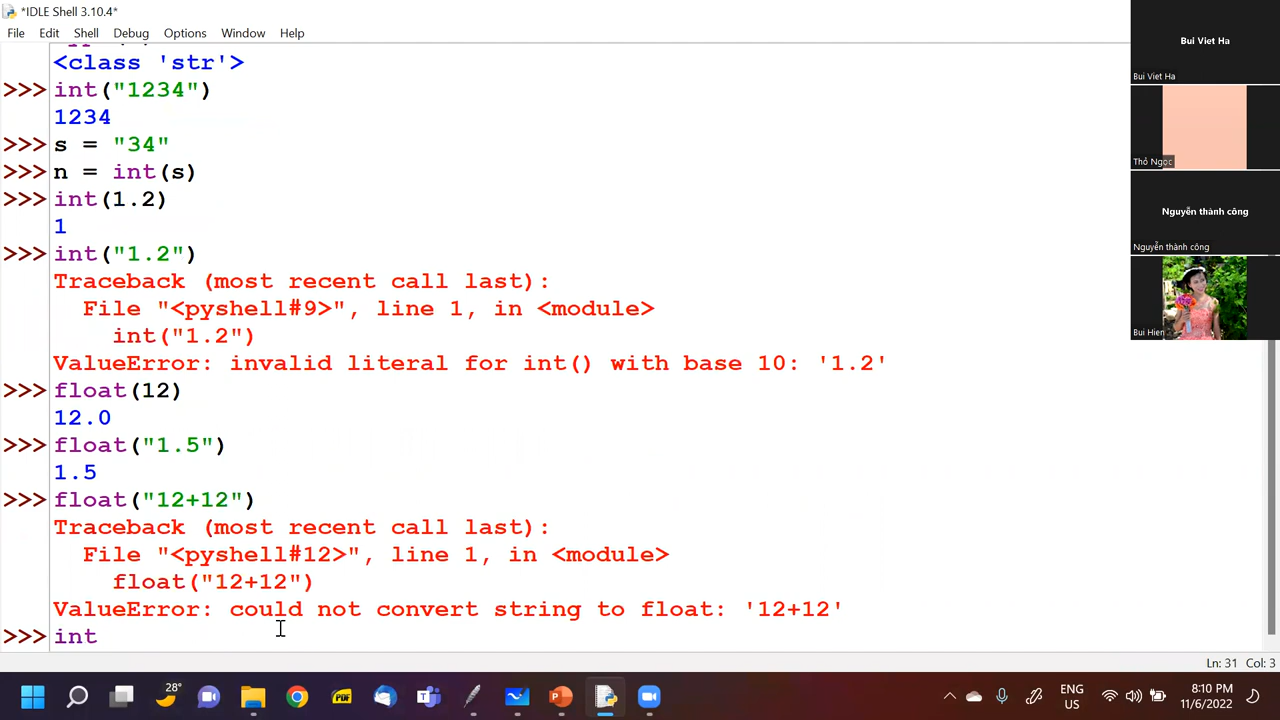 *IDLE Shell 3.10.4*
File Edit Shell Debug Options Window Help
<class 'str'>
>>> int("1234")
1234
>>> s = "34"
>>> n = int(s)
>>> int(1.2)
1
>>> int("1.2")
Traceback (most recent call last):
File "<pyshell#9>", line 1, in <module>
int("1.2")
ValueError: invalid literal for int() with base 10: '1.2'
>>> float(12)
12.0
>>> float("1.5")
1.5
>>> float("12+12")
Traceback (most recent call last):
File "<pyshell#12>", line 1, in <module>
float("12+12")
ValueError: could not convert string to float: '12+12'
>>> int
Ln: 31 Col: 3
Bui Viet Ha
Bui Viet Ha
Thỏ Ngọc
Nguyễn thành công
Nguyễn thành công
Bui Hien
28°
PDF
ENG
US
8:10 PM
11/6/2022